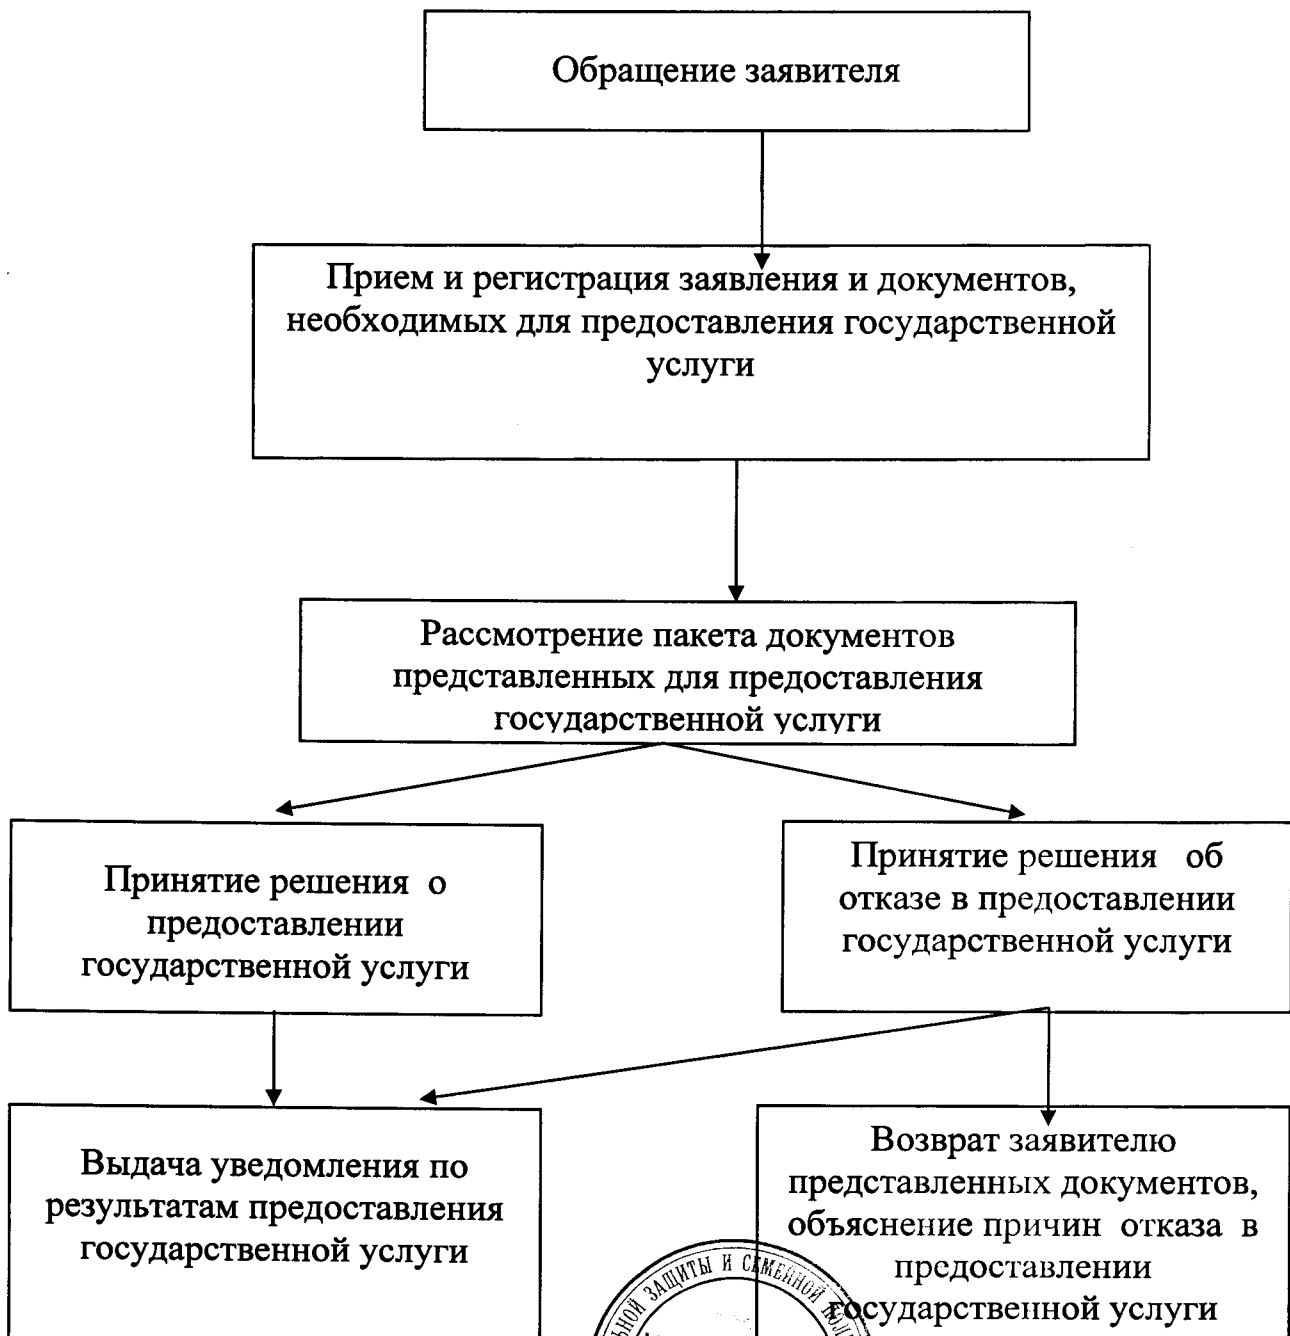 Обращение заявителя
Прием и регистрация заявления и документов,
необходимых для предоставления государственной
услуги
Рассмотрение пакета документов
представленных для предоставления
государственной услуги
Принятие решения о
предоставлении
государственной услуги
Принятие решения об
отказе в предоставлении
государственной услуги
Выдача уведомления по
результатам предоставления
государственной услуги
Возврат заявителю
представленных документов,
объяснение причин отказа в
предоставлении
государственной услуги
ЗАЩИТЫ И СЕМЕЙНОЙ